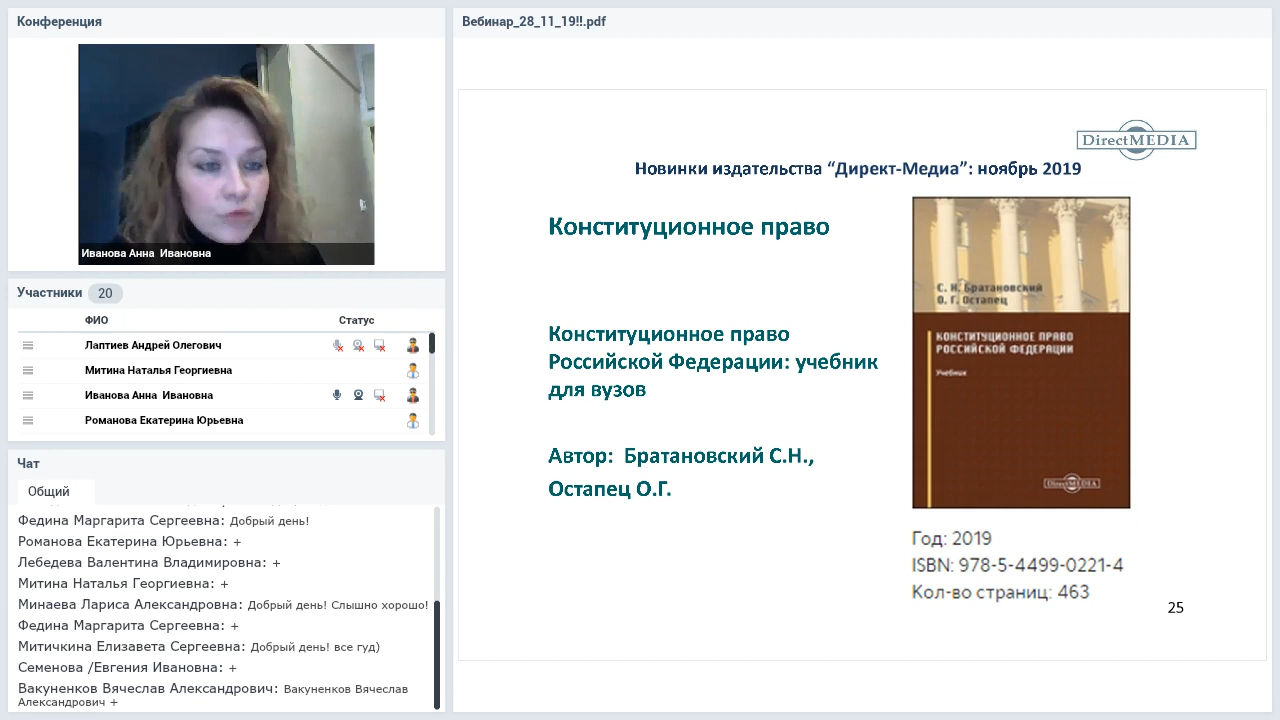 Конференция
Иванова Анна  Ивановна
Участники 20
ФИО Статус
Лаптиев Андрей Олегович
Митина Наталья Георгиевна
Иванова Анна  Ивановна
Романова Екатерина Юрьевна
Чат
Общий
Федина Маргарита Сергеевна: Добрый день!
Романова Екатерина Юрьевна: +
Лебедева Валентина Владимировна: +
Митина Наталья Георгиевна: +
Минаева Лариса Александровна: Добрый день! Слышно хорошо!
Федина Маргарита Сергеевна: +
Митичкина Елизавета Сергеевна: Добрый день! все гуд)
Семенова /Евгения Ивановна: +
Вакуненков Вячеслав Александрович: Вакуненков Вячеслав
Александрович +
Вебинар_28_11_19!!.pdf
DirectMEDIA
Новинки издательства “Директ-Медиа”: ноябрь 2019
Конституционное право
Конституционное право
Российской Федерации: учебник
для вузов
Автор:  Братановский С.Н.,
Остапец О.Г.
С. Н. Братановский
О. Г. Остапец
КОНСТИТУЦИОННОЕ ПРАВО
РОССИЙСКОЙ ФЕДЕРАЦИИ
Учебник
DirectMEDIA
Год: 2019
ISBN: 978-5-4499-0221-4
Кол-во страниц: 463
25